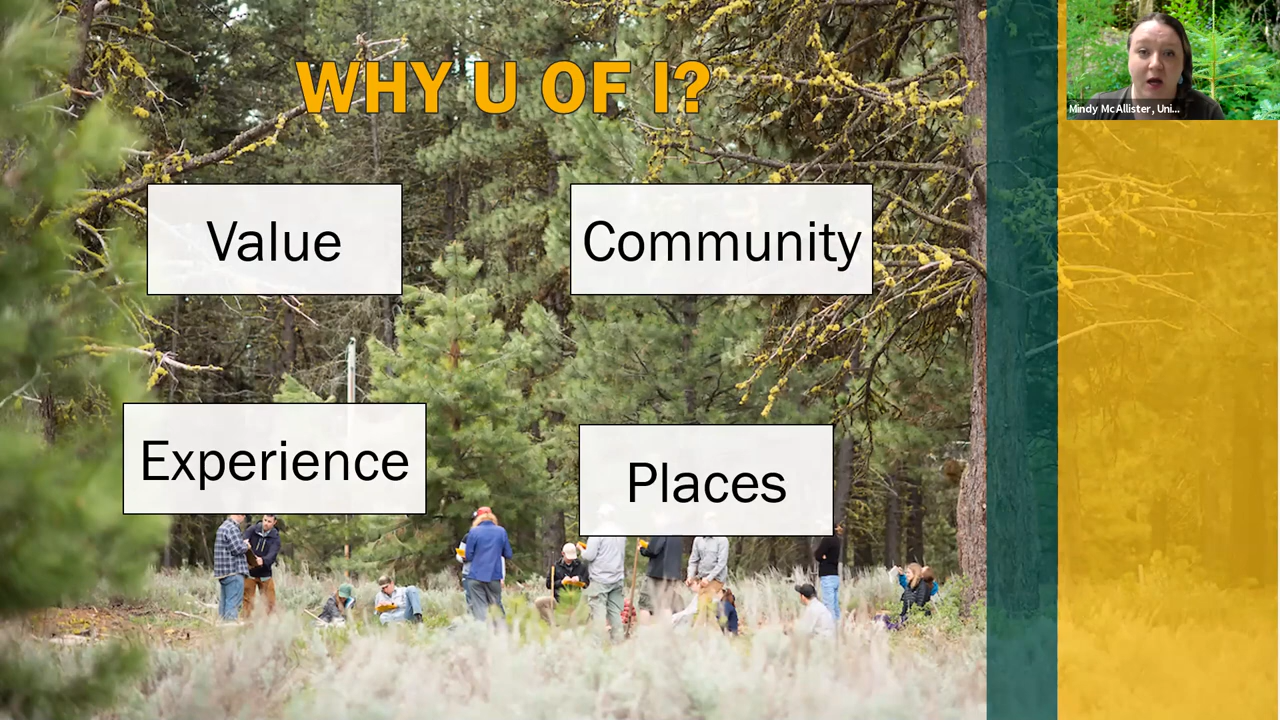 WHY U OF I?
Mindy McAllister, Uni...
Value
Community
Experience
Places